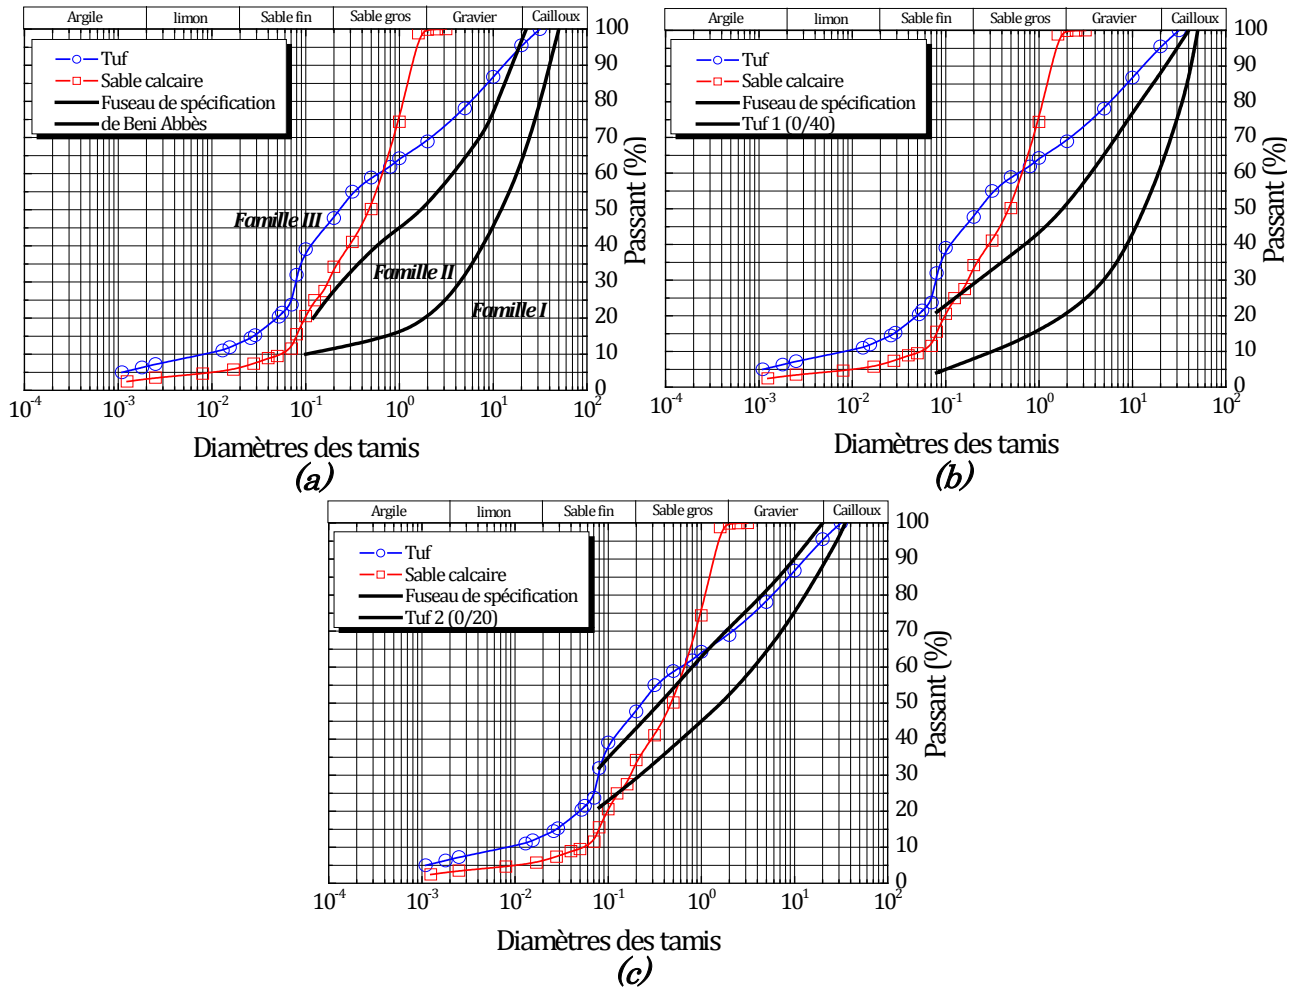 Argile limon Sable fin Sable gros Gravier Cailloux
Tuf
Sable calcaire
Fuseau de spécification
de Beni Abbès
Famille III
Famille II
Famille I
100
90
80
70
60
50
40
30
20
10
0
Passant (%)
10-4 10-3 10-2 10-1 100 101 102
Diamètres des tamis
(a)
Argile limon Sable fin Sable gros Gravier Cailloux
Tuf
Sable calcaire
Fuseau de spécification
Tuf 1 (0/40)
100
90
80
70
60
50
40
30
20
10
0
Passant (%)
10-4 10-3 10-2 10-1 100 101 102
Diamètres des tamis
(b)
Argile limon Sable fin Sable gros Gravier Cailloux
Tuf
Sable calcaire
Fuseau de spécification
Tuf 2 (0/20)
100
90
80
70
60
50
40
30
20
10
0
Passant (%)
10-4 10-3 10-2 10-1 100 101 102
Diamètres des tamis
(c)